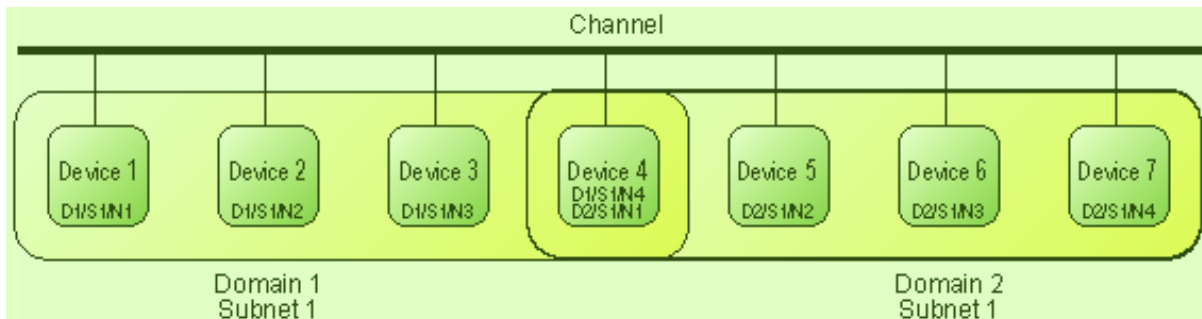 Channel
Device 1
D1/S1/N1
Device 2
D1/S1/N2
Device 3
D1/S1/N3
Device 4
D1/S1/N4
D2/S1/N1
Device 5
D2/S1/N2
Device 6
D2/S1/N3
Device 7
D2/S1/N4
Domain 1
Subnet 1
Domain 2
Subnet 1